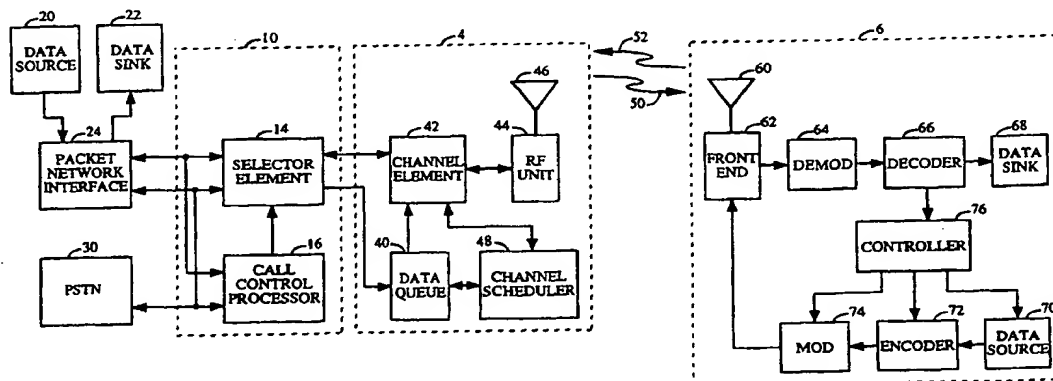 20
DATA
SOURCE
22
DATA
SINK
24
PACKET
NETWORK
INTERFACE
30
PSTN
10
14
SELECTOR
ELEMENT
16
CALL
CONTROL
PROCESSOR
4
42
CHANNEL
ELEMENT
46
44
RF
UNIT
40
DATA
QUEUE
48
CHANNEL
SCHEDULER
52
50
6
60
62
FRONT
END
64
DEMOD
66
DECODER
68
DATA
SINK
76
CONTROLLER
74
MOD
72
ENCODER
70
DATA
SOURCE